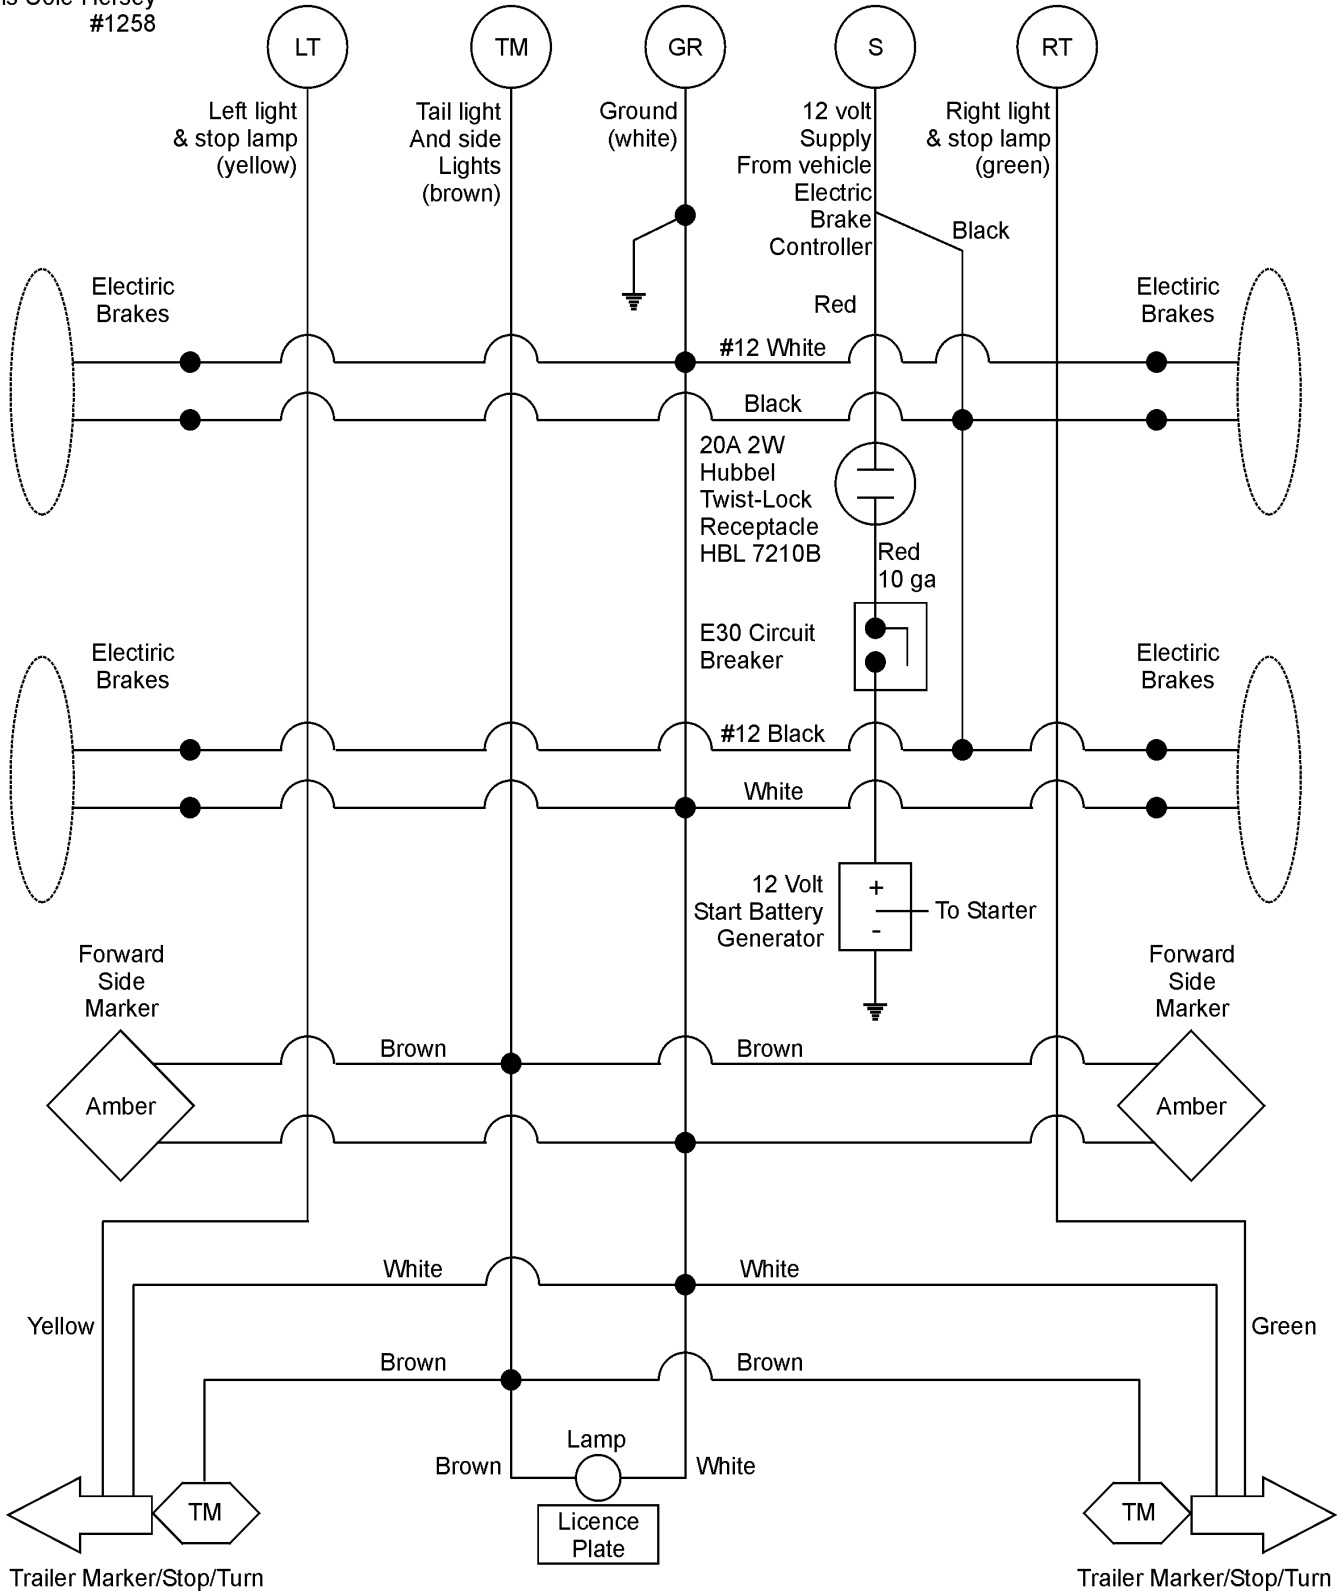 #1258
LT
TM
GR
S
RT
Left light
& stop lamp
(yellow)
Tail light
And side
Lights
(brown)
Ground
(white)
12 volt
Supply
From vehicle
Electric
Brake
Controller
Right light
& stop lamp
(green)
Black
Electiric
Brakes
Red
Electiric
Brakes
#12 White
Black
20A 2W
Hubbel
Twist-Lock
Receptacle
HBL 7210B
Red
10 ga
E30 Circuit
Breaker
Electiric
Brakes
Electiric
Brakes
#12 Black
White
12 Volt
Start Battery
Generator
+
-
To Starter
Forward
Side
Marker
Forward
Side
Marker
Amber
Brown
Brown
Amber
White
White
Yellow
Green
Brown
Brown
Lamp
Brown
White
TM
Licence
Plate
TM
Trailer Marker/Stop/Turn
Trailer Marker/Stop/Turn